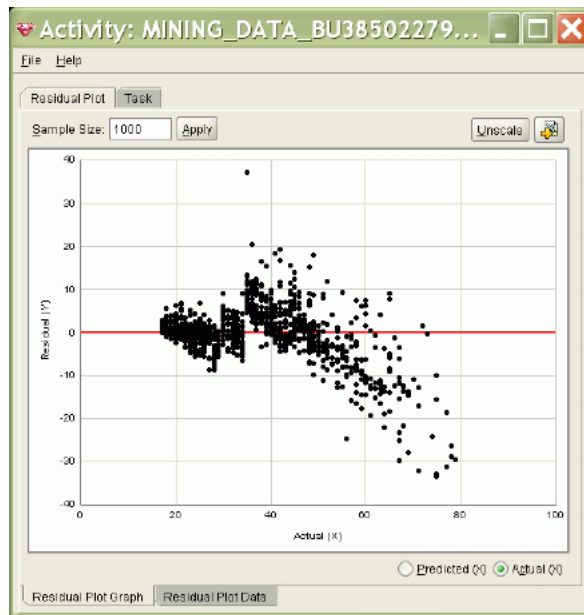 Activity: MINING_DATA_BU38502279...
File Help
Residual Plot Task
Sample Size: 1000 Apply Unscale
40
30
20
10
0
-10
-20
-30
-40
Residual (Y)
0 20 40 60 80 100
Actual (X)
Predicted (X) Actual (X)
Residual Plot Graph Residual Plot Data